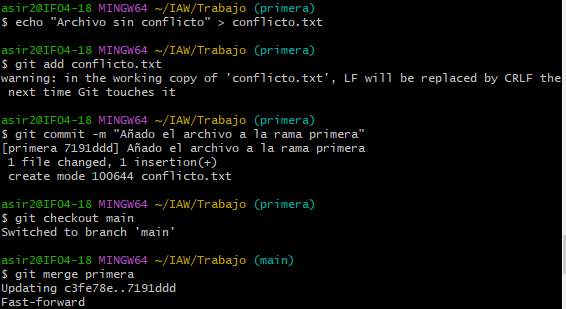 asir2@IF04-18 MINGW64 ~/IAW/Trabajo (primera)
$ echo "Archivo sin conflicto" > conflicto.txt
asir2@IF04-18 MINGW64 ~/IAW/Trabajo (primera)
$ git add conflicto.txt
warning: in the working copy of 'conflicto.txt', LF will be replaced by CRLF the
 next time Git touches it
asir2@IF04-18 MINGW64 ~/IAW/Trabajo (primera)
$ git commit -m "Añado el archivo a la rama primera"
[primera 7191ddd] Añado el archivo a la rama primera
 1 file changed, 1 insertion(+)
 create mode 100644 conflicto.txt
asir2@IF04-18 MINGW64 ~/IAW/Trabajo (primera)
$ git checkout main
Switched to branch 'main'
asir2@IF04-18 MINGW64 ~/IAW/Trabajo (main)
$ git merge primera
Updating c3fe78e..7191ddd
Fast-forward